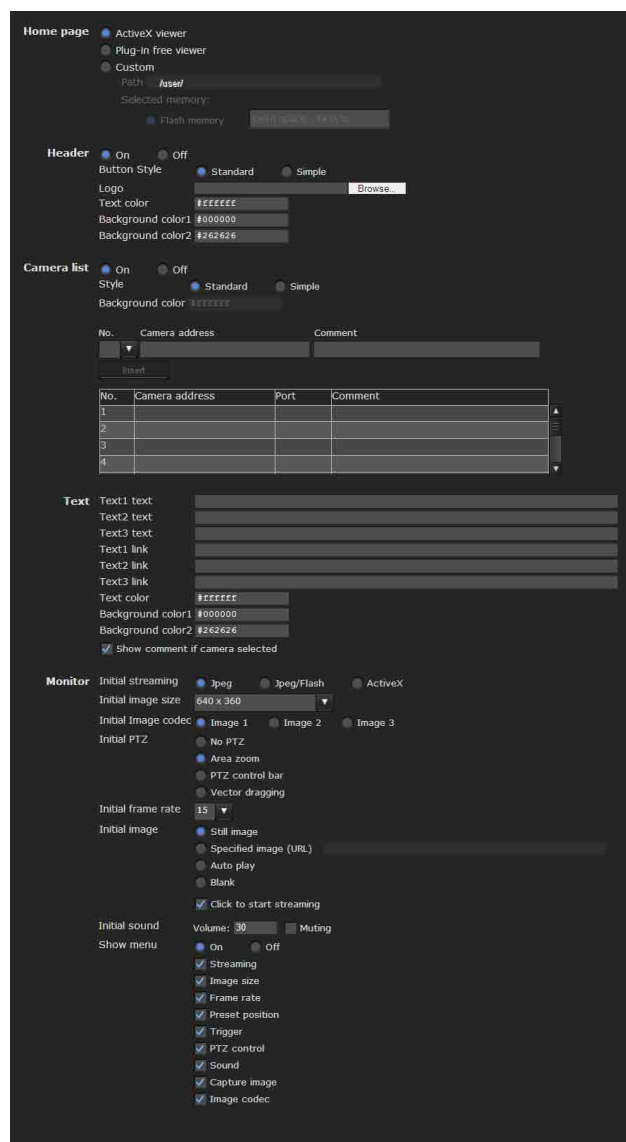 Home page ActiveX viewer
Plug-in free viewer
Custom
Path /user/
Selected memory:
Flash memory
Header On Off
Button Style Standard Simple
Logo Browse...
Text color #ffffff
Background color1 #000000
Background color2 #262626
Camera list On Off
Style Standard Simple
Background color #ffffff
No. Camera address Comment
Insert
No. Camera address Port Comment
1
2
3
4
Text Text1 text
Text2 text
Text3 text
Text1 link
Text2 link
Text3 link
Text color #ffffff
Background color1 #000000
Background color2 #262626
Show comment if camera selected
Monitor Initial streaming Jpeg Jpeg/Flash ActiveX
Initial image size 640 x 360
Initial Image codec Image 1 Image 2 Image 3
Initial PTZ No PTZ
Area zoom
PTZ control bar
Vector dragging
Initial frame rate 15
Initial image Still image
Specified image (URL)
Auto play
Blank
Click to start streaming
Initial sound Volume: 30 Muting
Show menu On Off
Streaming
Image size
Frame rate
Preset position
Trigger
PTZ control
Sound
Capture image
Image codec